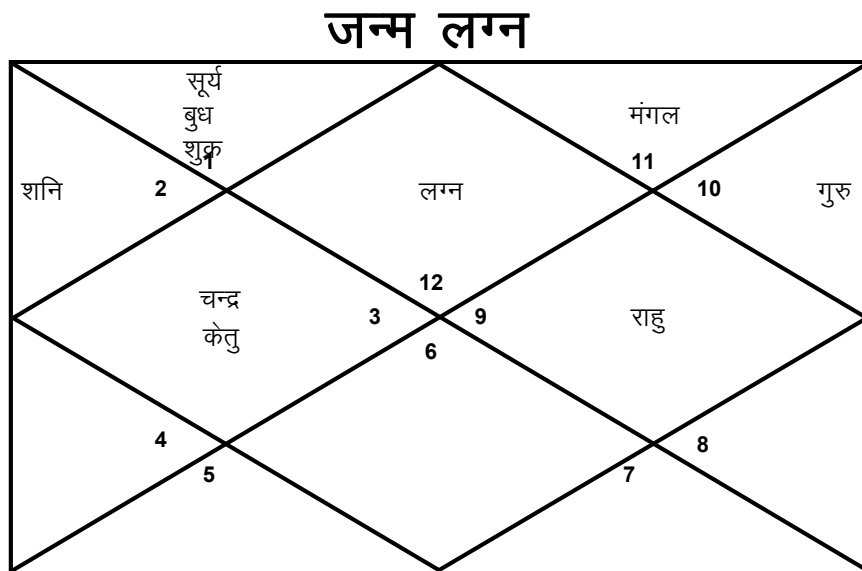 जन्म लग्न
सूर्य
बुध
शुक्र
1
मंगल
11
शनि
2
लग्न
10
गुरु
12
चन्द्र
केतु
3
9
राहु
6
4
5
7
8